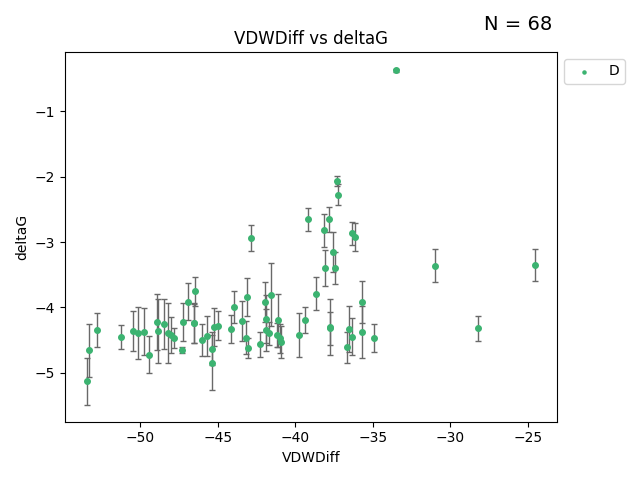 N = 68
VDWDiff vs deltaG
D
deltaG
−1
−2
−3
−4
−5
−50
−45
−40
−35
−30
−25
VDWDiff